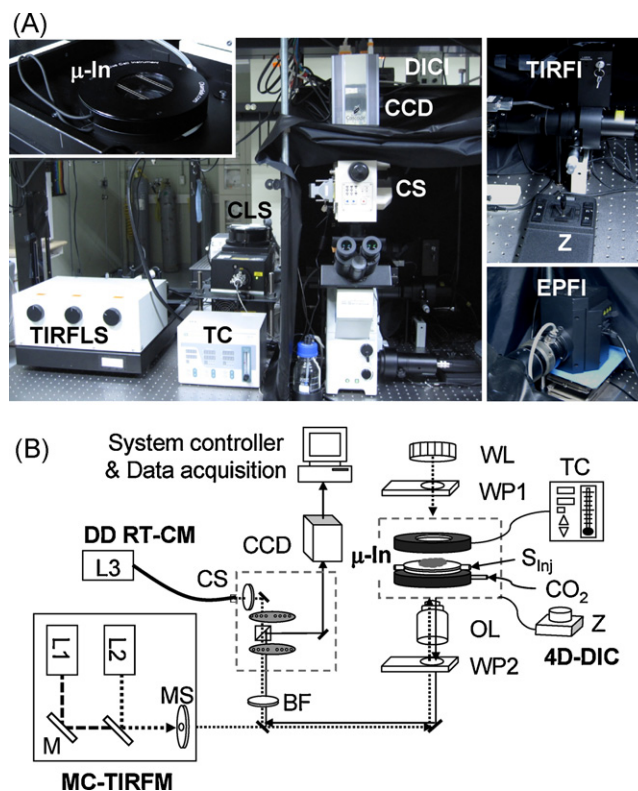 (A)
μ-In
DICI
CCD
CS
CLS
TIRFLS
TC
TIRFI
Z
EPFI
(B)
System controller
& Data acquisition
DD RT-CM
L3
CS
CCD
L1
L2
MS
M
BF
MC-TIRFM
WL
WP1
TC
μ-In
SInj
CO2
OL
Z
WP2
4D-DIC